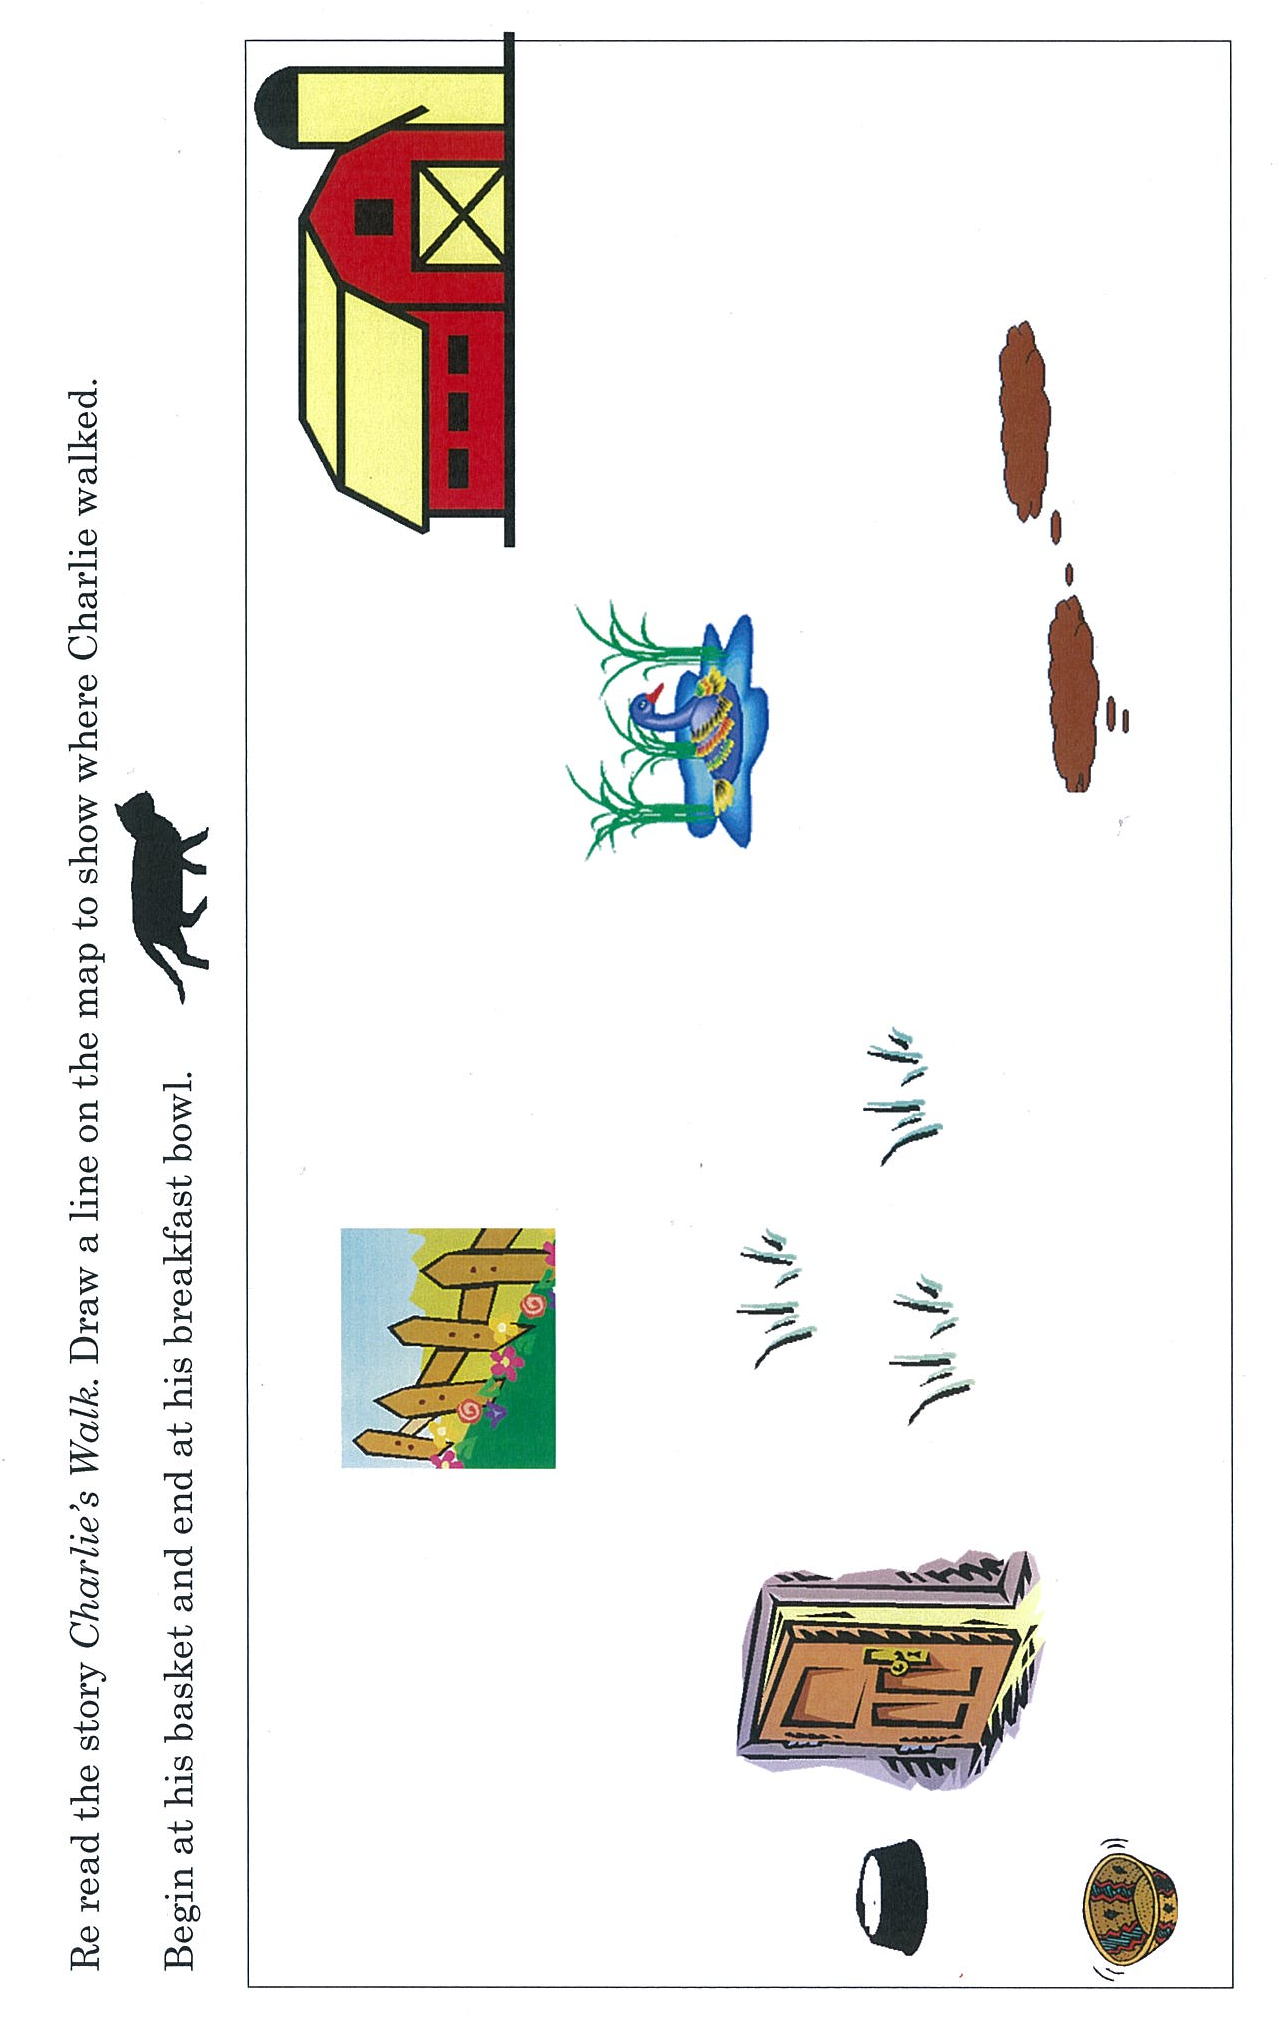 Re read the story Charlie's Walk. Draw a line on the map to show where Charlie walked.
Begin at his basket and end at his breakfast bowl.